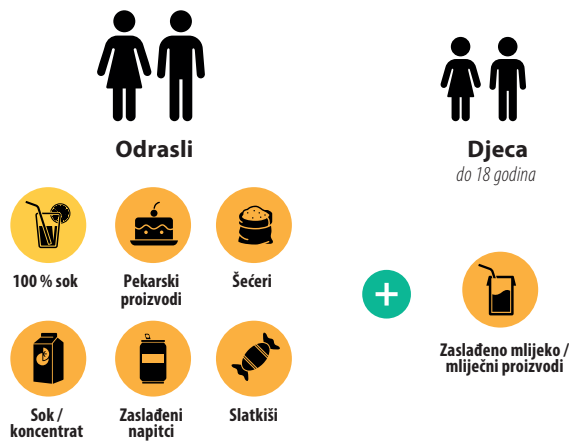 Odrasli
Djeca
do 18 godina
100 % sok
Pekarski
proizvodi
Šećeri
Sok /
koncentrat
Zaslađeni
napitci
Slatkiši
Zaslađeno mlijeko /
mliječni proizvodi